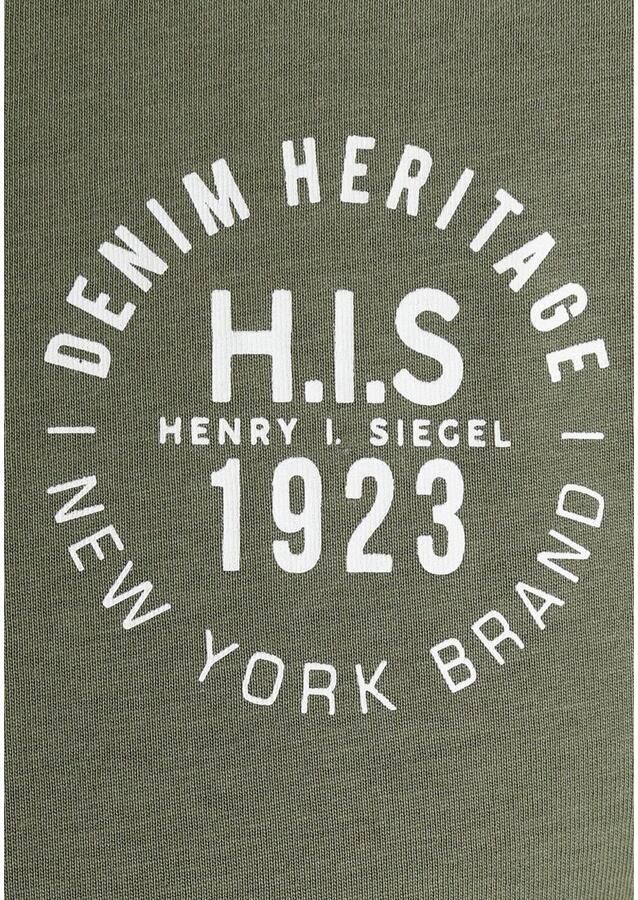 DENIM HERITAGE
H.I.S
HENRY I. SIEGEL
1923
NEW YORK BRAND